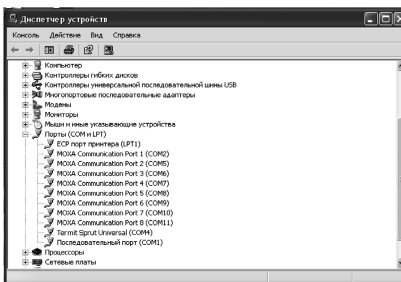 Диспетчер устройств
Консоль Действие Вид Справка
Компьютер
Контроллеры гибких дисков
Контроллеры универсальной последовательной шины USB
Многопортовые последовательные адаптеры
Модемы
Мониторы
Мыши и иные указывающие устройства
Порты (COM и LPT)
ECP порт принтера (LPT1)
MOXA Communication Port 1 (COM2)
MOXA Communication Port 2 (COM5)
MOXA Communication Port 3 (COM6)
MOXA Communication Port 4 (COM7)
MOXA Communication Port 5 (COM8)
MOXA Communication Port 6 (COM9)
MOXA Communication Port 7 (COM10)
MOXA Communication Port 8 (COM11)
Termit Sprut Universal (COM4)
Последовательный порт (COM1)
Процессоры
Сетевые платы